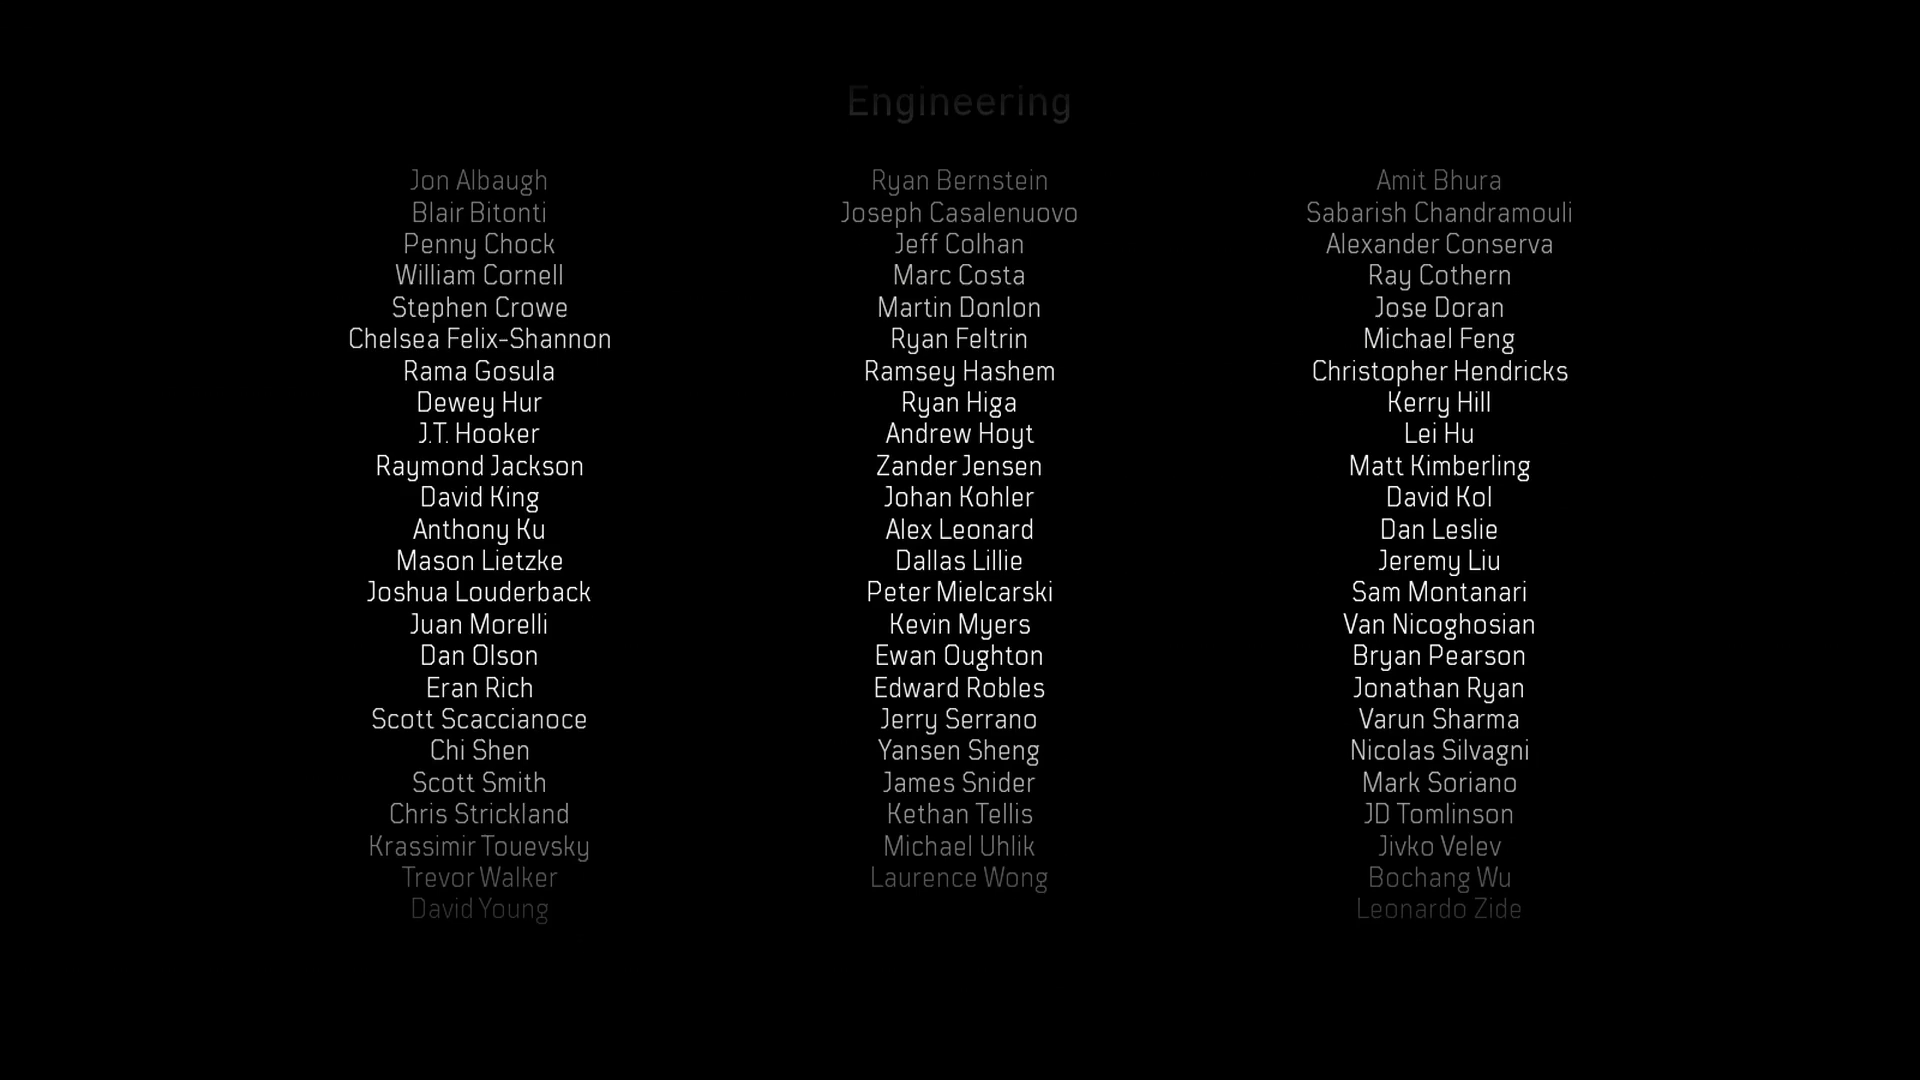 Engineering
Jon Albaugh Ryan Bernstein Amit Bhura
Blair Bitonti Joseph Casalenuovo Sabarish Chandramouli
Penny Chock Jeff Colhan Alexander Conserva
William Cornell Marc Costa Ray Cothern
Stephen Crowe Martin Donlon Jose Doran
Chelsea Felix-Shannon Ryan Feltrin Michael Feng
Rama Gosula Ramsey Hashem Christopher Hendricks
Dewey Hur Ryan Higa Kerry Hill
J.T. Hooker Andrew Hoyt Lei Hu
Raymond Jackson Zander Jensen Matt Kimberling
David King Johan Kohler David Kol
Anthony Ku Alex Leonard Dan Leslie
Mason Lietzke Dallas Lillie Jeremy Liu
Joshua Louderback Peter Mielcarski Sam Montanari
Juan Morelli Kevin Myers Van Nicoghosian
Dan Olson Ewan Oughton Bryan Pearson
Eran Rich Edward Robles Jonathan Ryan
Scott Scaccianoce Jerry Serrano Varun Sharma
Chi Shen Yansen Sheng Nicolas Silvagni
Scott Smith James Snider Mark Soriano
Chris Strickland Kethan Tellis JD Tomlinson
Krassimir Touevsky Michael Uhlik Jivko Velev
Trevor Walker Laurence Wong Bochang Wu
David Young Leonardo Zide